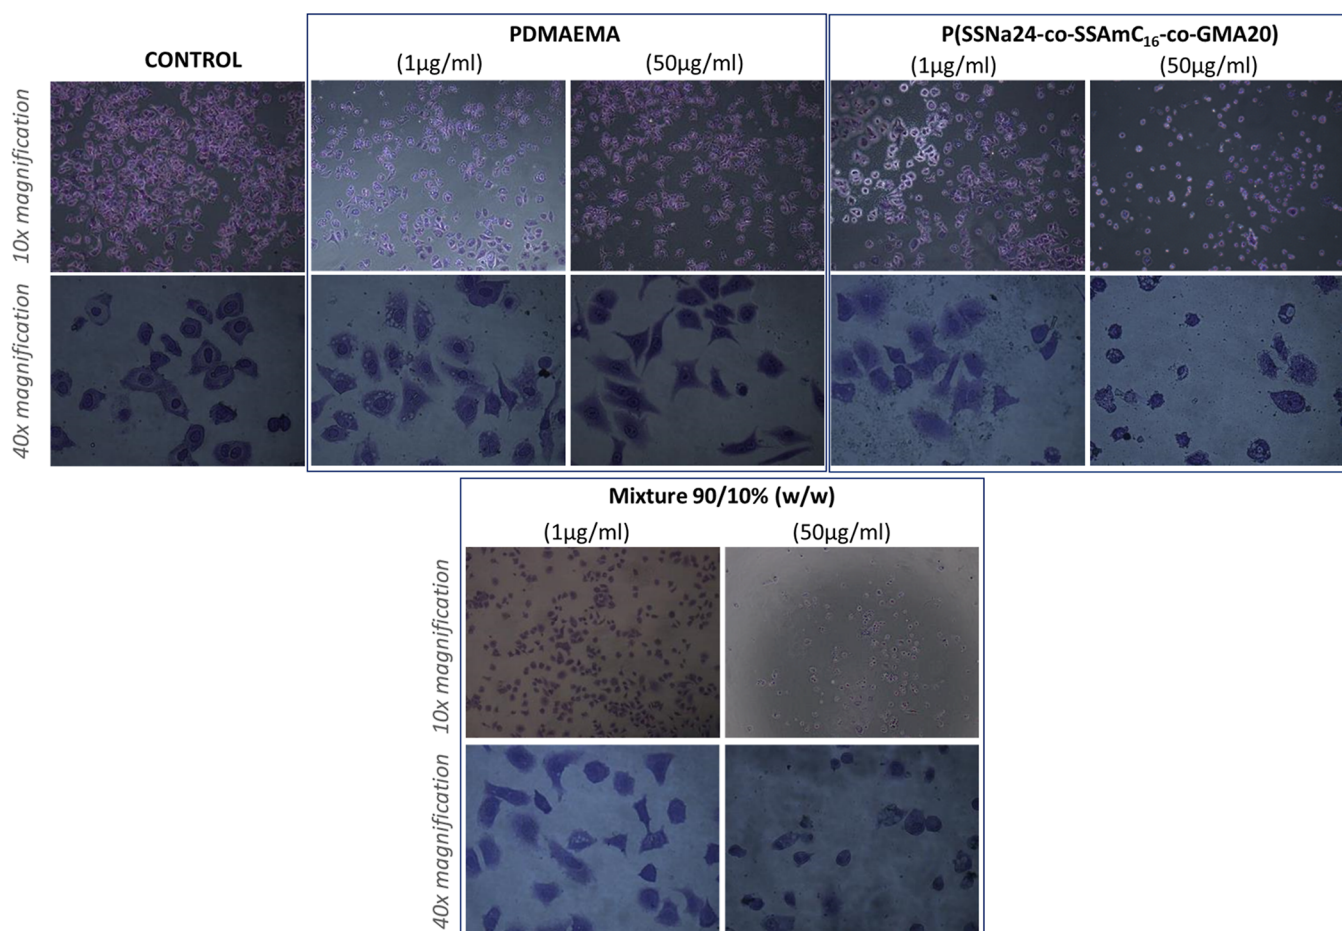 CONTROL
PDMAEMA
(1µg/ml)
(50µg/ml)
P(SSNa24-co-SSAmC₁₆-co-GMA20)
(1µg/ml)
(50µg/ml)
10x magnification
40x magnification
Mixture 90/10% (w/w)
(1µg/ml)
(50µg/ml)
10x magnification
40x magnification